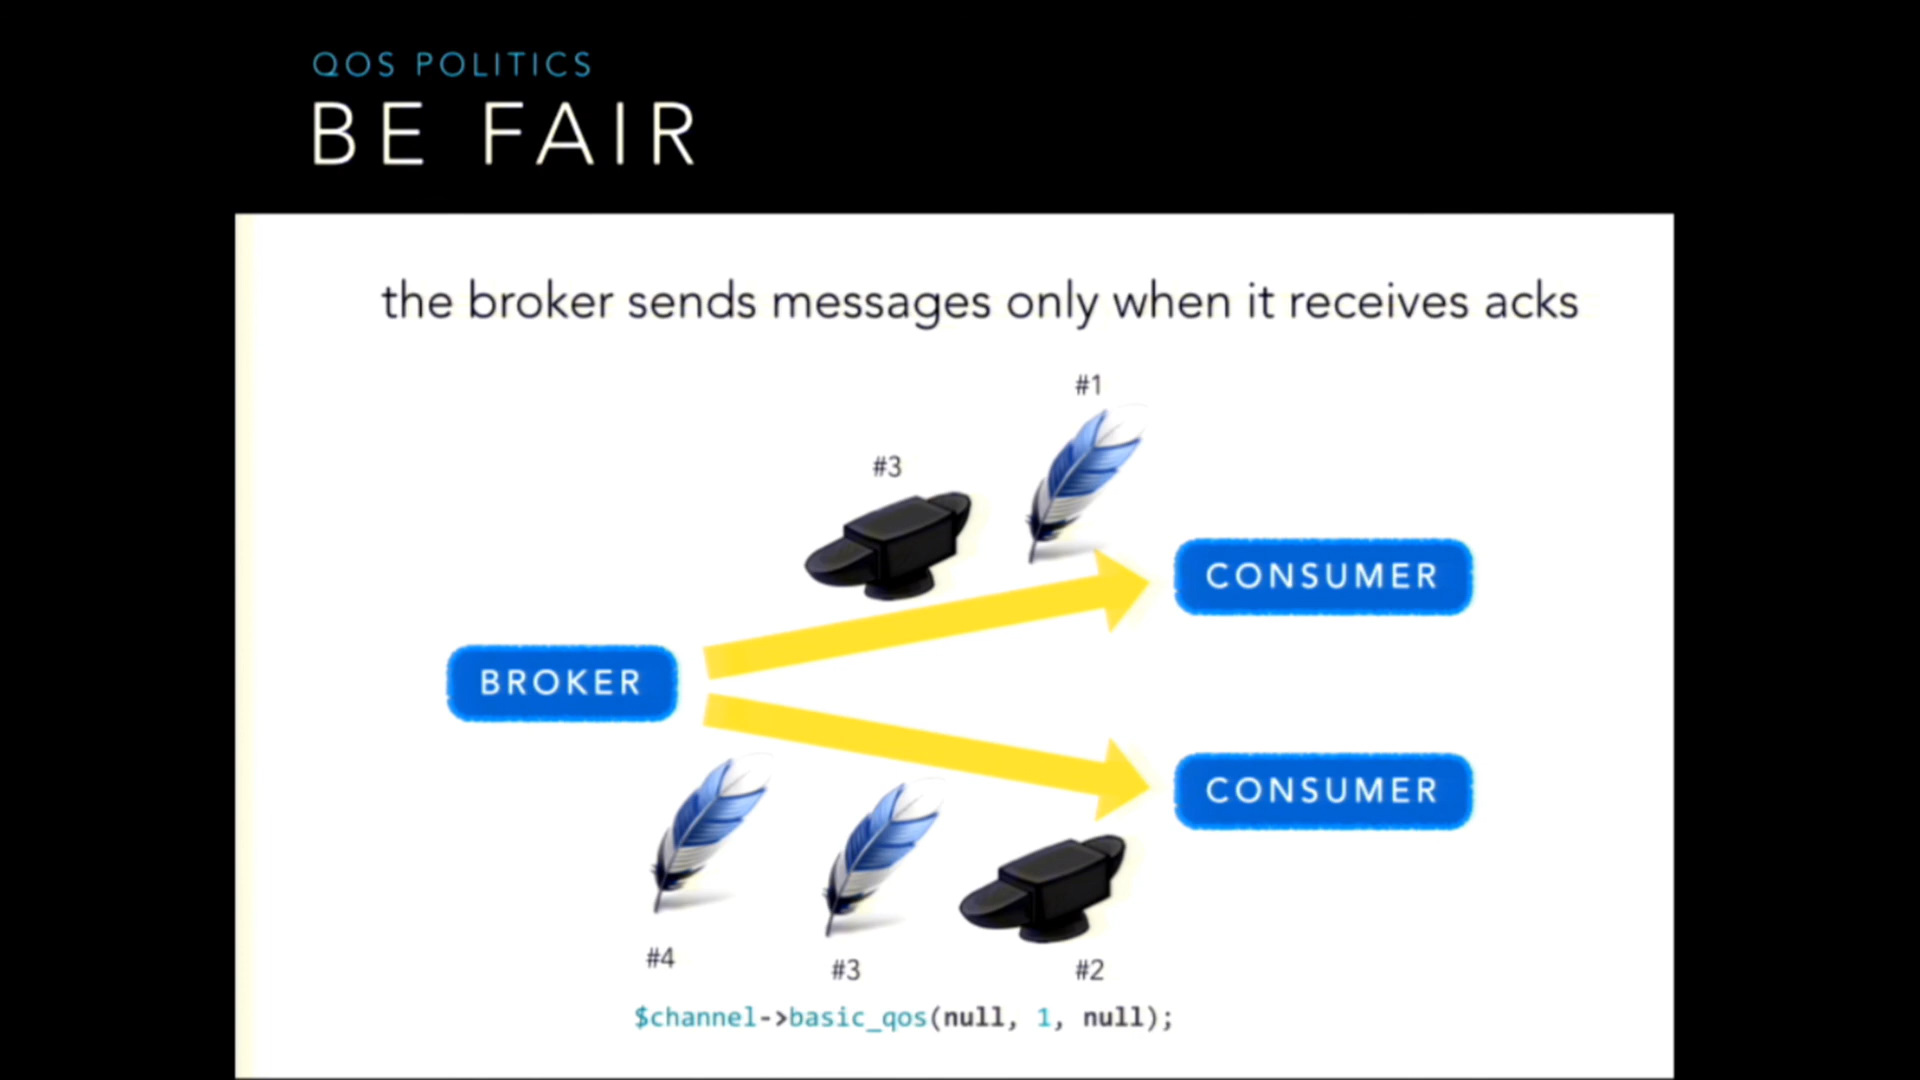 QOS POLITICS
BE FAIR
the broker sends messages only when it receives acks
#1
#3
CONSUMER
BROKER
CONSUMER
#4
#3
#2
$channel->basic_qos(null, 1, null);